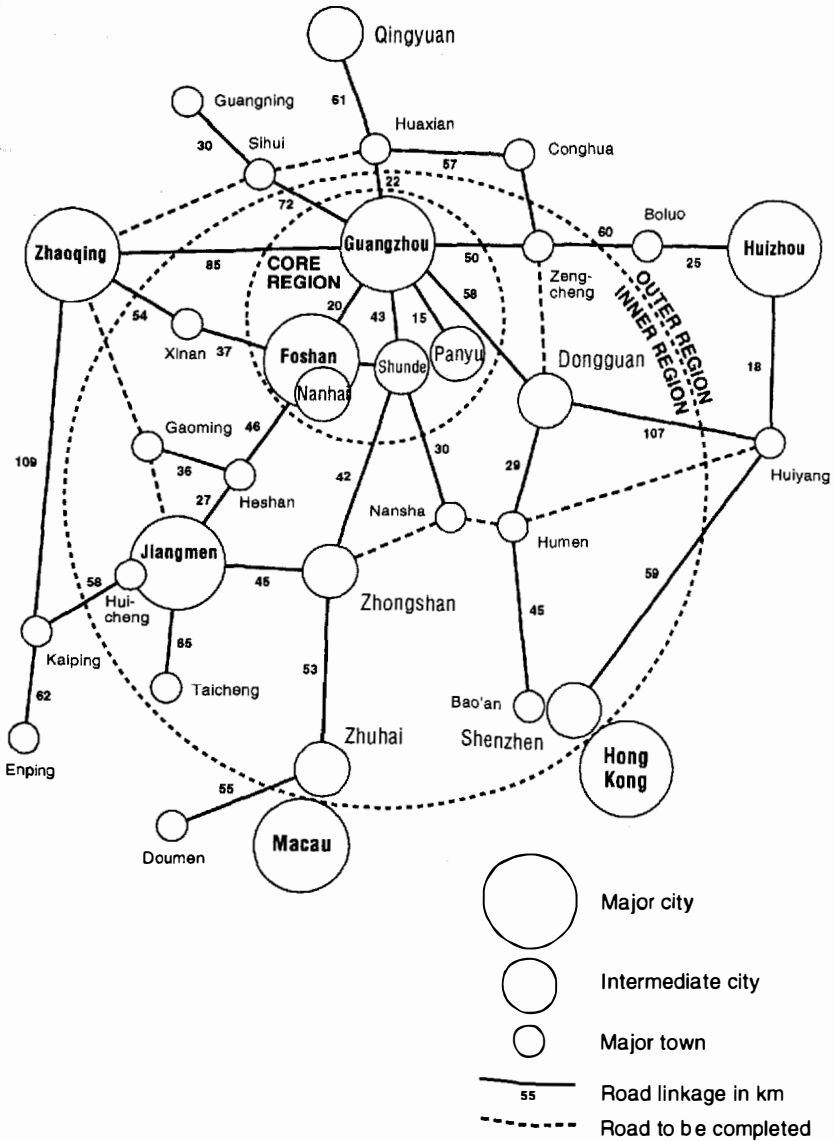 Qingyuan
61
Guangning
Huaxian
30
Sihui
57
Conghua
22
72
Boluo
Zhaoqing
Guangzhou
50
60
Huizhou
85
CORE
REGION
Zeng-
cheng
25
OUTER REGION
INNER REGION
58
54
20
43
15
Xinan
37
Foshan
Shunde
Panyu
Dongguan
18
Nanhai
46
Gaoming
107
109
36
42
30
29
Huiyang
27
Heshan
Nansha
Humen
Jiangmen
45
58
Hui-
cheng
Zhongshan
59
45
Kaiping
65
53
62
Taicheng
Bao'an
Zhuhai
Shenzhen
Enping
Hong
Kong
55
Macau
Doumen
Major city
Intermediate city
Major town
Road linkage in km
55
Road to be completed